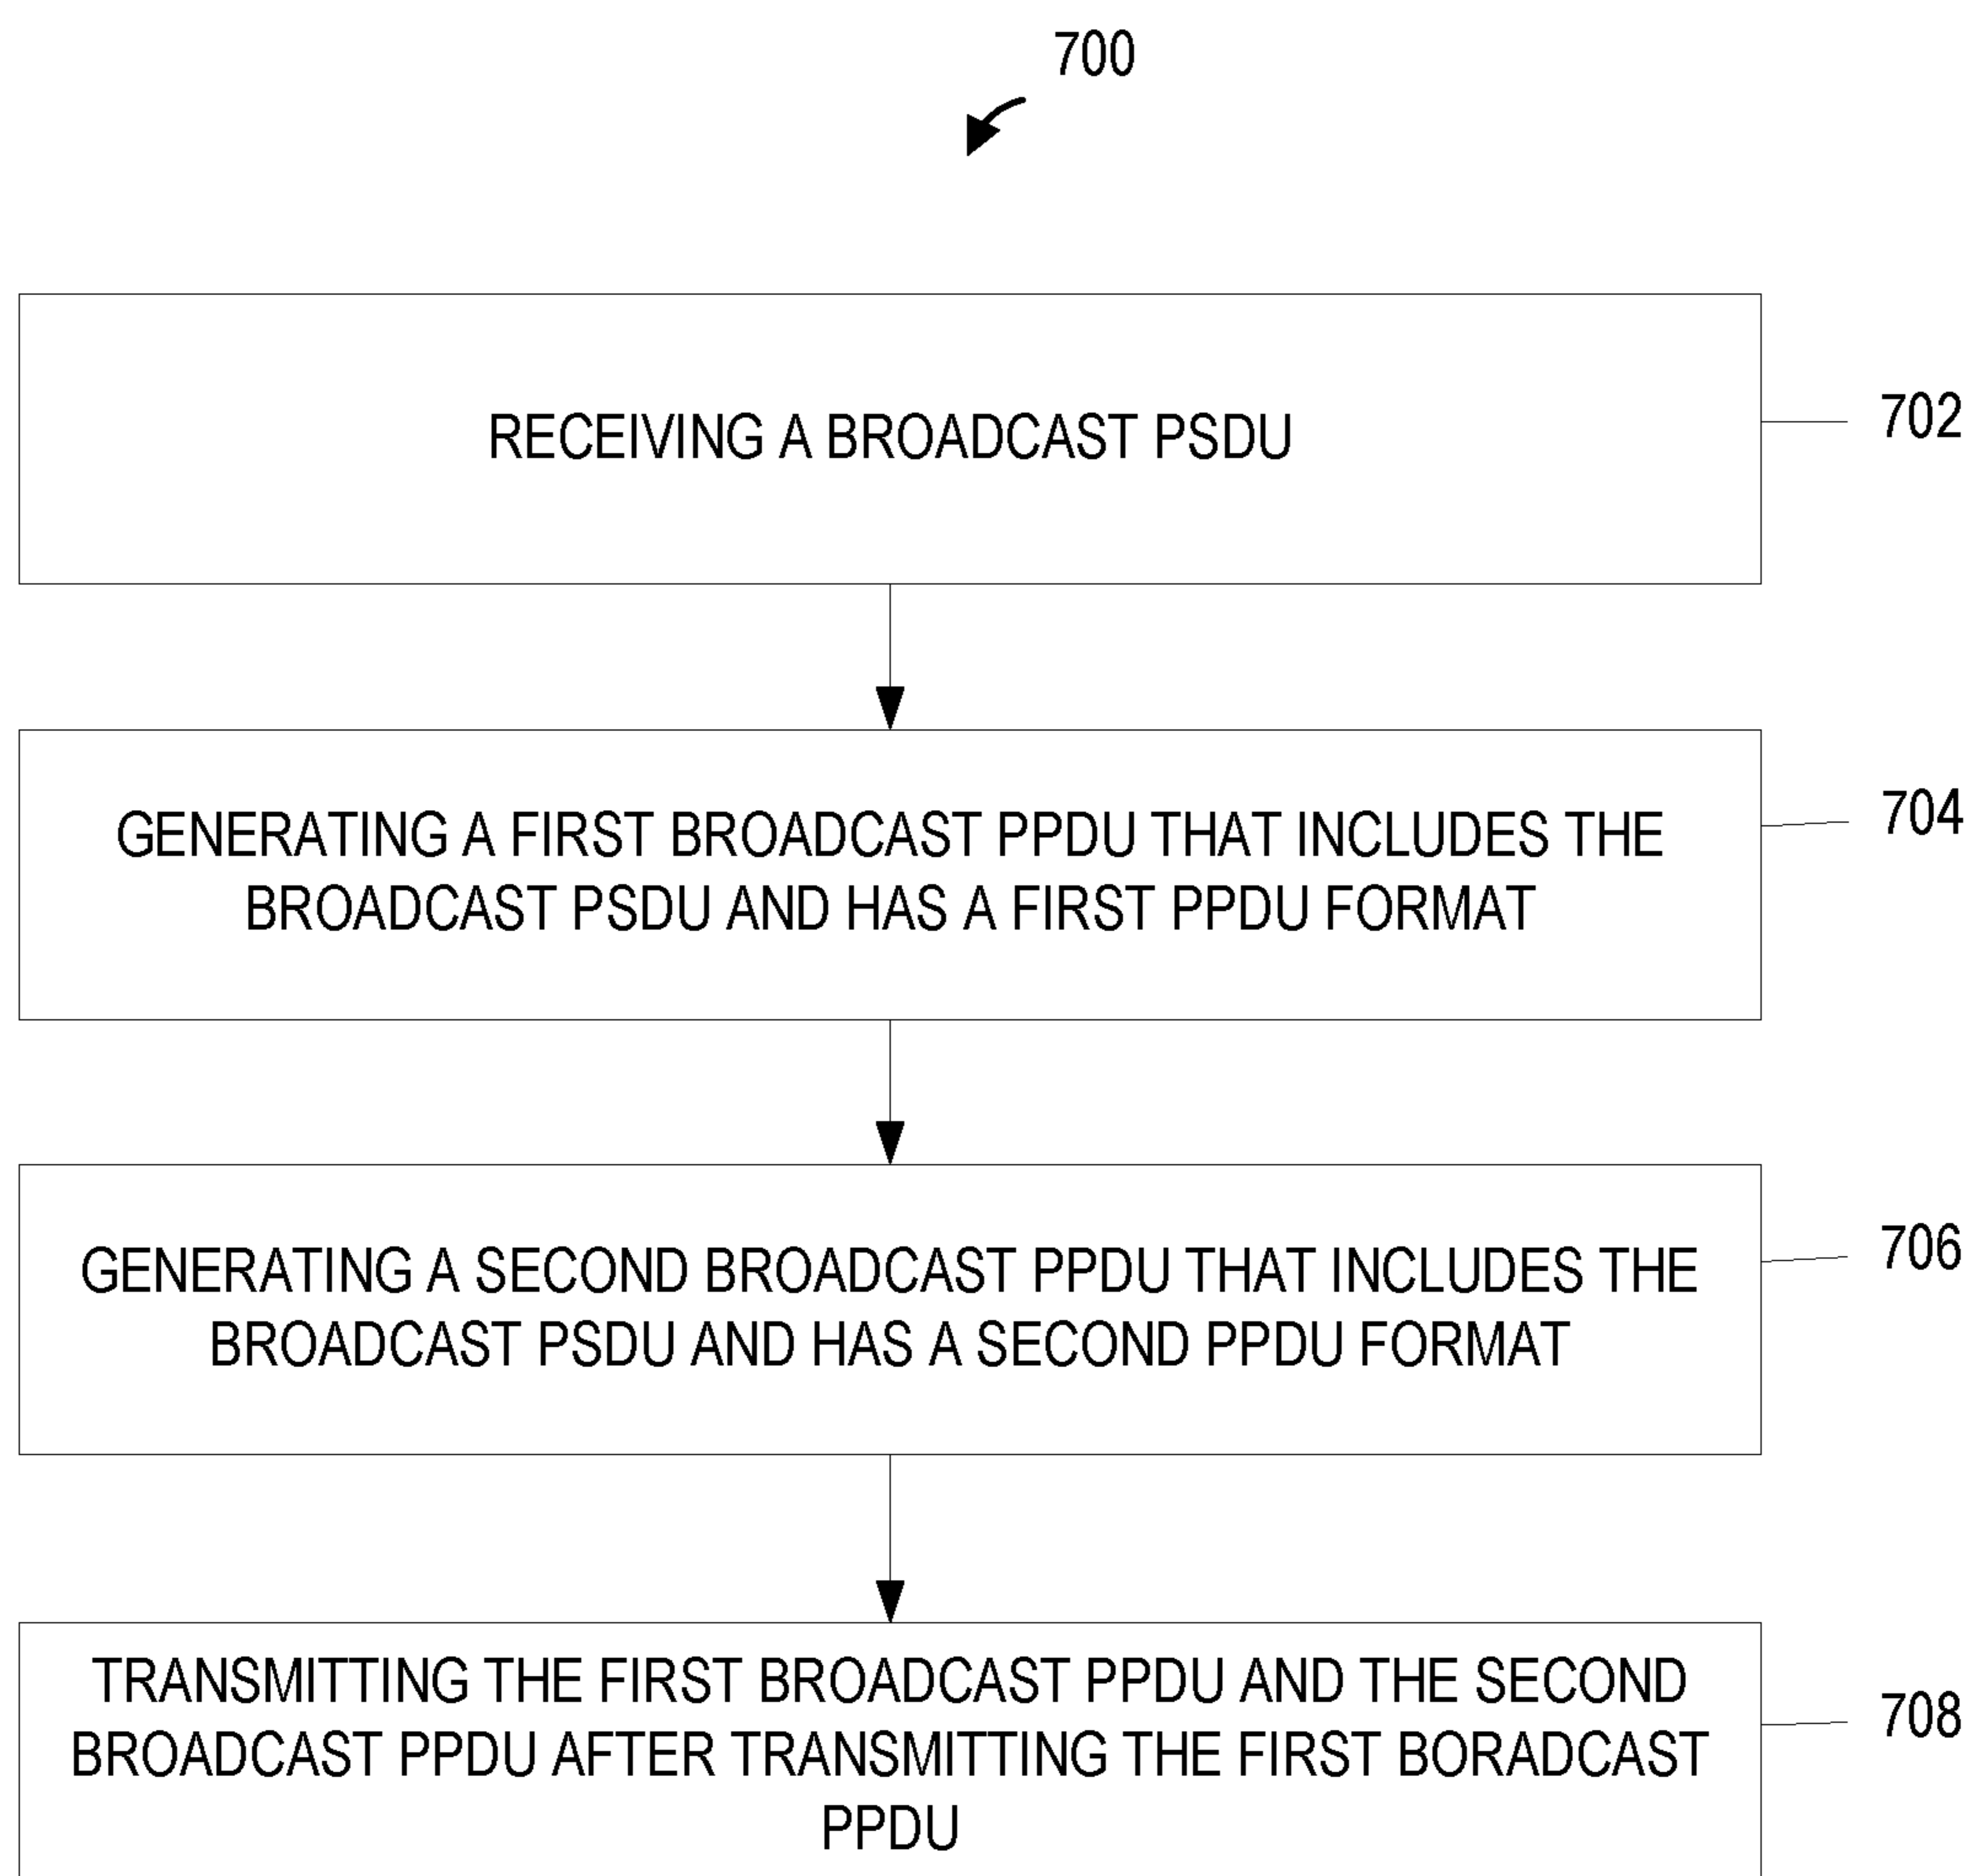 700
RECEIVING A BROADCAST PSDU
702
GENERATING A FIRST BROADCAST PPDU THAT INCLUDES THE
BROADCAST PSDU AND HAS A FIRST PPDU FORMAT
704
GENERATING A SECOND BROADCAST PPDU THAT INCLUDES THE
BROADCAST PSDU AND HAS A SECOND PPDU FORMAT
706
TRANSMITTING THE FIRST BROADCAST PPDU AND THE SECOND
BROADCAST PPDU AFTER TRANSMITTING THE FIRST BORADCAST
PPDU
708